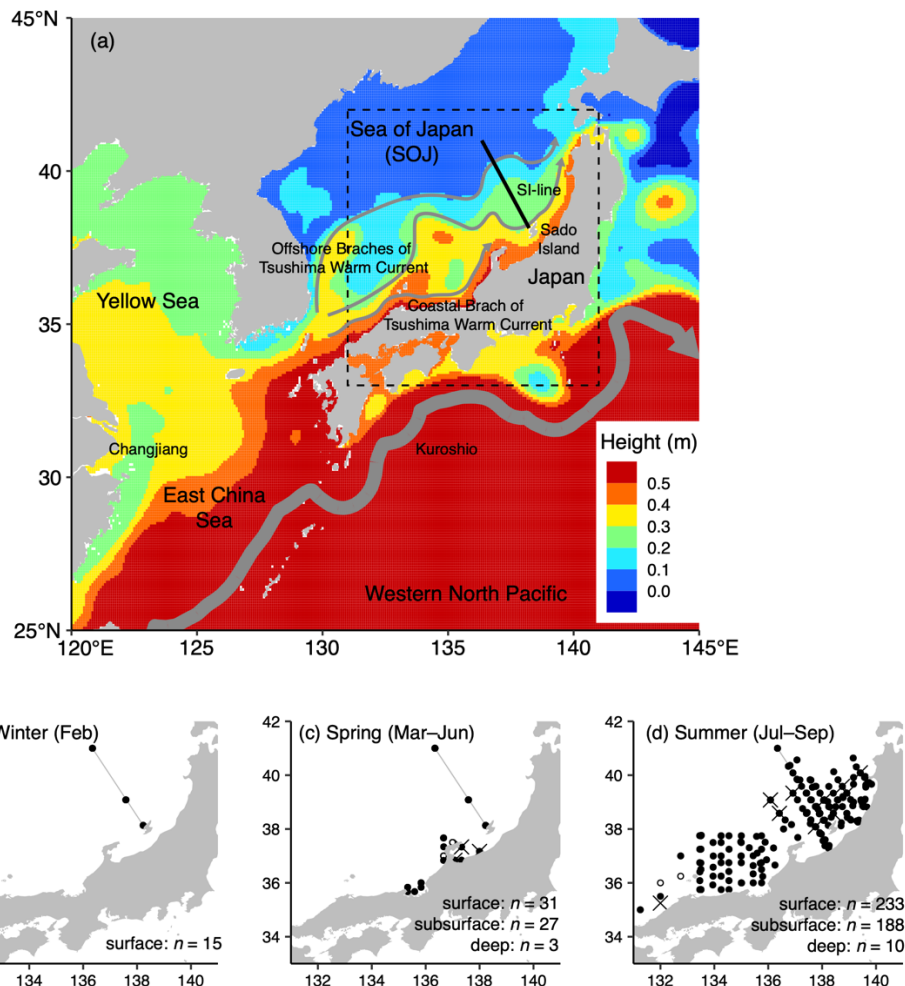 45°N
(a)
Sea of Japan
(SOJ)
40
SI-line
Sado
Island
Offshore Braches of
Tsushima Warm Current
Japan
Yellow Sea
Coastal Brach of
Tsushima Warm Current
35
Height (m)
Changjiang
Kuroshio
0.5
0.4
0.3
0.2
0.1
0.0
30
East China
Sea
Western North Pacific
25°N
120°E
125
130
135
140
145°E
Winter (Feb)
surface: n = 15
134
136
138
140
(c) Spring (Mar–Jun)
42
40
38
36
34
surface: n = 31
subsurface: n = 27
deep: n = 3
132
134
136
138
140
(d) Summer (Jul–Sep)
42
40
38
36
34
surface: n = 233
subsurface: n = 188
deep: n = 10
132
134
136
138
140